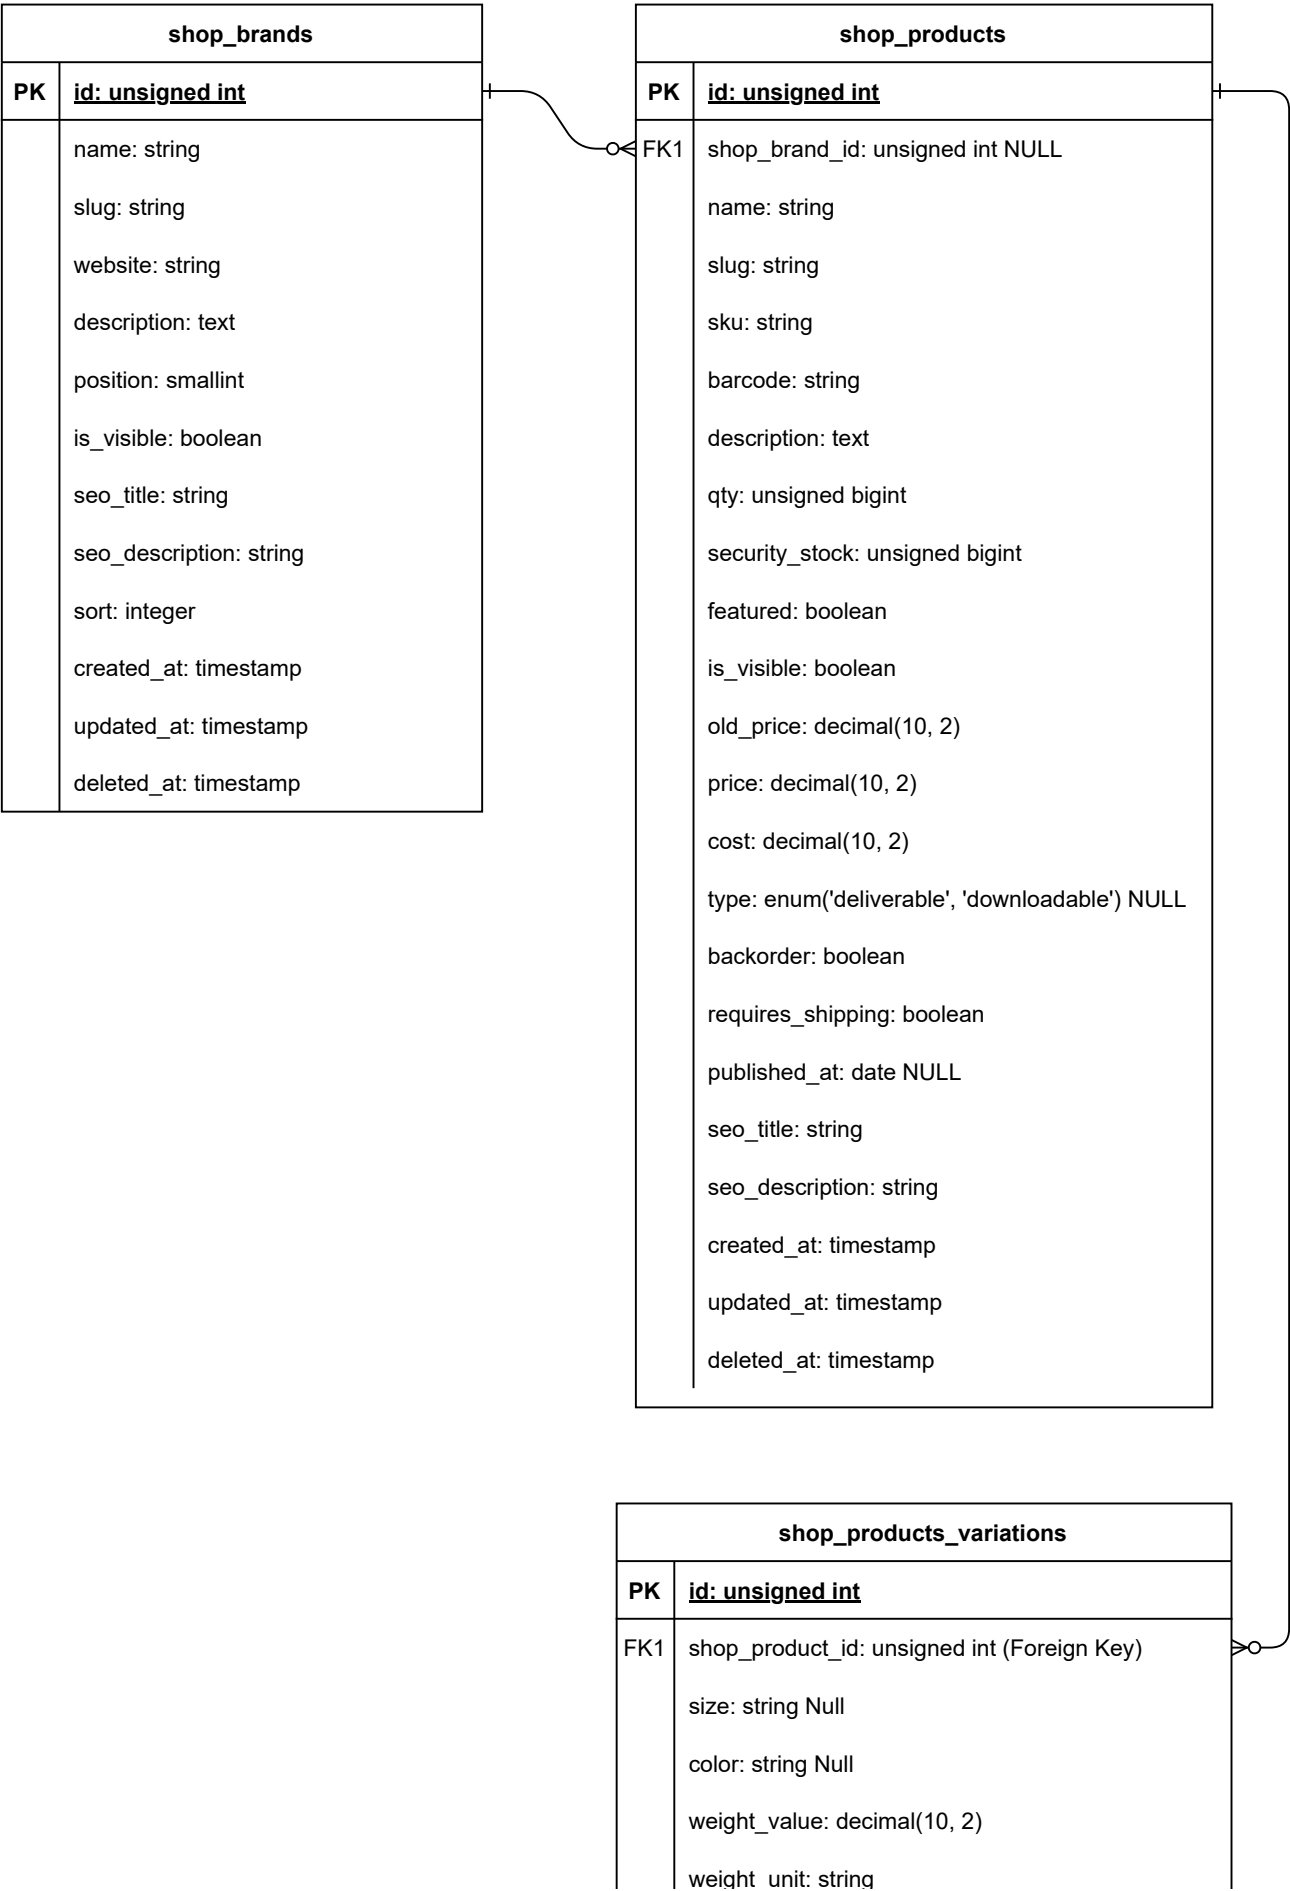 shop_brands
PK id: unsigned int
name: string
slug: string
website: string
description: text
position: smallint
is_visible: boolean
seo_title: string
seo_description: string
sort: integer
created_at: timestamp
updated_at: timestamp
deleted_at: timestamp
shop_products
PK id: unsigned int
FK1 shop_brand_id: unsigned int NULL
name: string
slug: string
sku: string
barcode: string
description: text
qty: unsigned bigint
security_stock: unsigned bigint
featured: boolean
is_visible: boolean
old_price: decimal(10, 2)
price: decimal(10, 2)
cost: decimal(10, 2)
type: enum('deliverable', 'downloadable') NULL
backorder: boolean
requires_shipping: boolean
published_at: date NULL
seo_title: string
seo_description: string
created_at: timestamp
updated_at: timestamp
deleted_at: timestamp
shop_products_variations
PK id: unsigned int
FK1 shop_product_id: unsigned int (Foreign Key)
size: string Null
color: string Null
weight_value: decimal(10, 2)
weight_unit: string